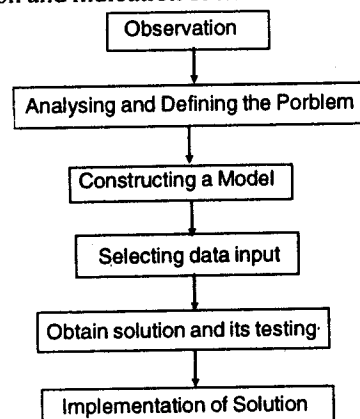 Observation
Analysing and Defining the Porblem
Constructing a Model
Selecting data input
Obtain solution and its testing.
Implementation of Solution